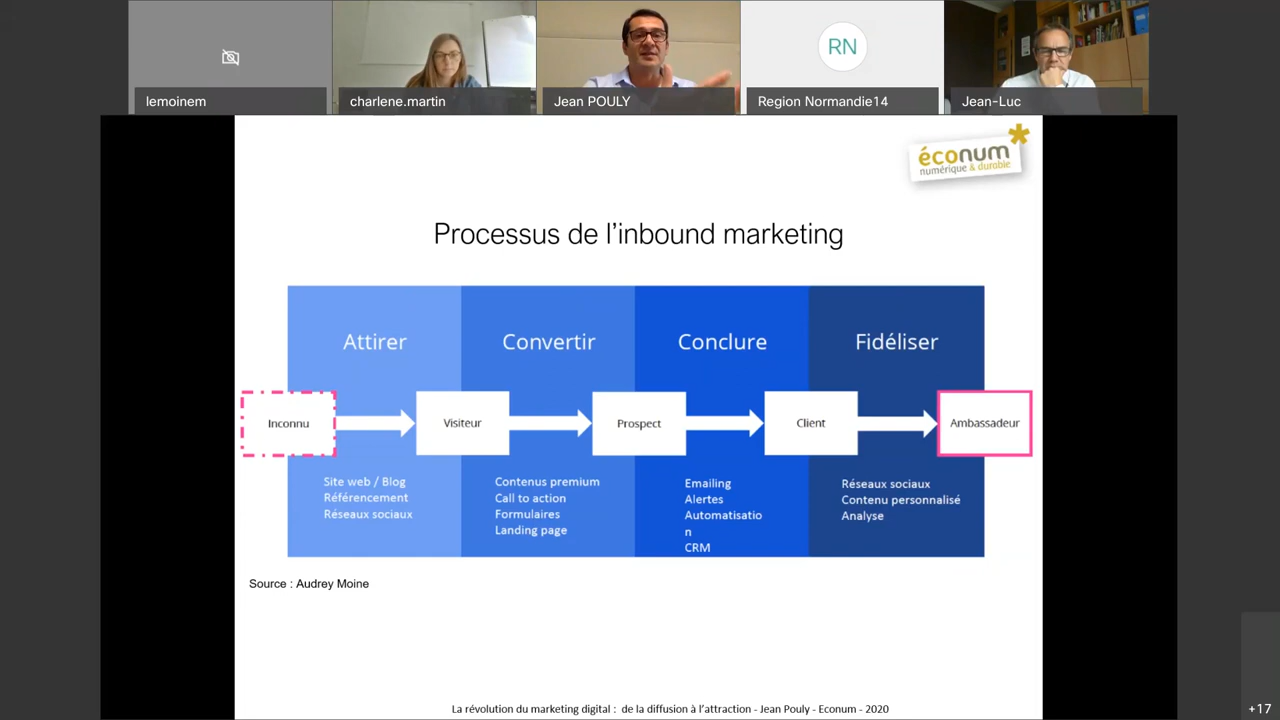 lemoinem
charlene.martin
Jean POULY
RN
Region Normandie14
Jean-Luc
éconum
numérique & durable
Processus de l'inbound marketing
Attirer
Convertir
Conclure
Fidéliser
Inconnu
Visiteur
Prospect
Client
Ambassadeur
Site web / Blog
Référencement
Réseaux sociaux
Contenus premium
Call to action
Formulaires
Landing page
Emailing
Alertes
Automatisatio
n
CRM
Réseaux sociaux
Contenu personnalisé
Analyse
Source : Audrey Moine
La révolution du marketing digital : de la diffusion à l'attraction - Jean Pouly - Econum - 2020
+17